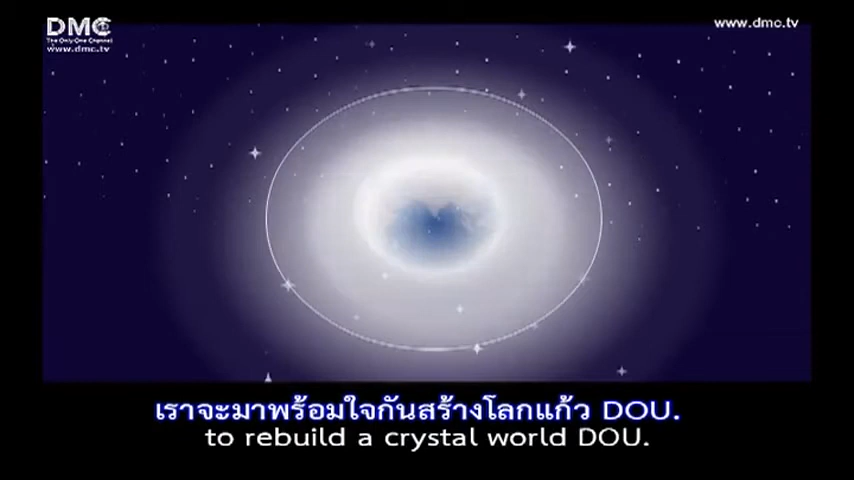 DMC
The Only One Channel
www.dmc.tv
www.dmc.tv
เราจะมาพร้อมใจกันสร้างโลกแก้ว DOU.
to rebuild a crystal world DOU.